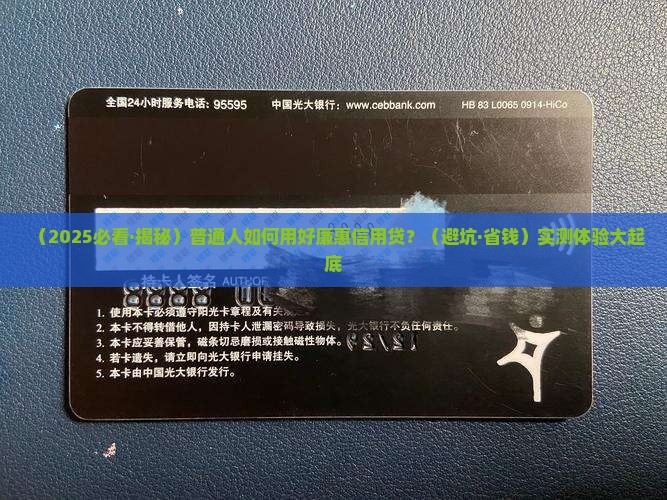 全国24小时服务电话：95595 中国光大银行：www.cebbank.com HB 83 L0065 0914-HiCo
（2025必看·揭秘）普通人如何用好廉惠信用贷？（避坑·省钱）实测体验大起
底
持卡人签名 AUTHOR
1. 使用本卡必须遵守阳光卡章程及有关
2. 本卡不得转借他人，因持卡人泄漏密码导致损失，光大银行不负任何责任。
3. 本卡应妥善保管，磁条切忌磨损或接触磁性物体。
4. 若卡遗失，请立即向光大银行申请挂失。
5. 本卡由中国光大银行发行。